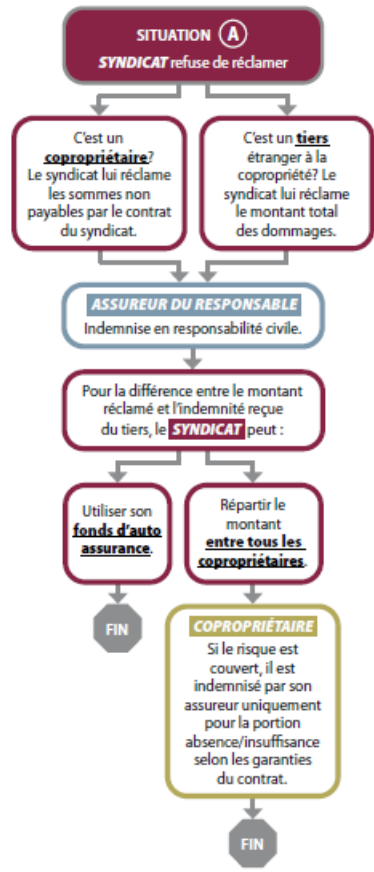 SITUATION A
SYNDICAT refuse de réclamer
C'est un
copropriétaire?
Le syndicat lui réclame
les sommes non
payables par le contrat
du syndicat.
C'est un tiers
étranger à la
copropriété? Le
syndicat lui réclame
le montant total
des dommages.
ASSUREUR DU RESPONSABLE
Indemnise en responsabilité civile.
Pour la différence entre le montant
réclamé et l'indemnité reçue
du tiers, le SYNDICAT peut :
Utiliser son
fonds d'auto
assurance.
Répartir le
montant
entre tous les
copropriétaires.
FIN
COPROPRIÉTAIRE
Si le risque est
couvert, il est
indemnisé par son
assureur uniquement
pour la portion
absence/insuffisance
selon les garanties
du contrat.
FIN